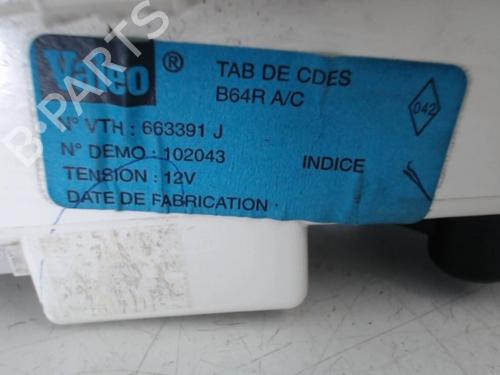 Valeo ®
TAB DE CDES
B64R A/C
042
N° VTH : 663391 J
N° DEMO : 102043
INDICE
TENSION : 12V
DATE DE FABRICATION :
B-PARTS